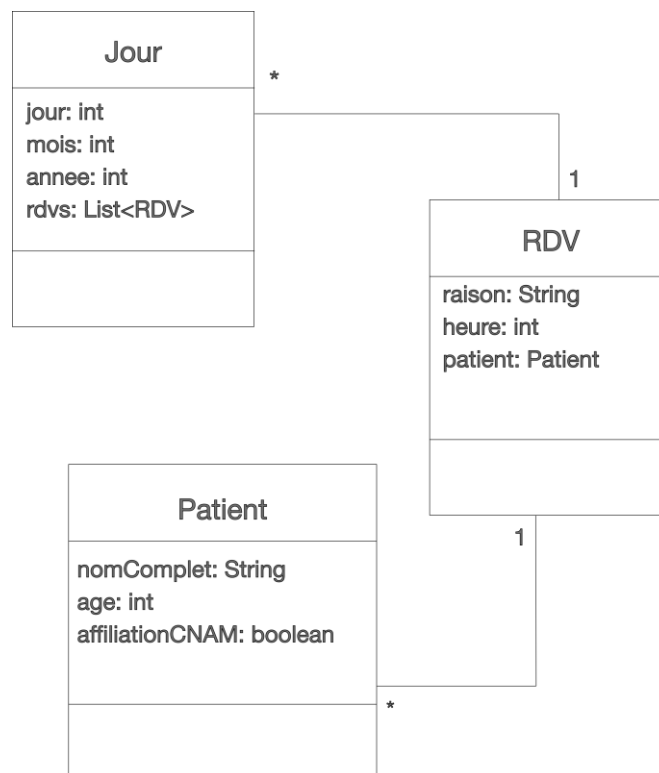 Jour
*
jour: int
mois: int
annee: int
rdvs: List<RDV>
1
RDV
raison: String
heure: int
patient: Patient
1
Patient
nomComplet: String
age: int
affiliationCNAM: boolean
*